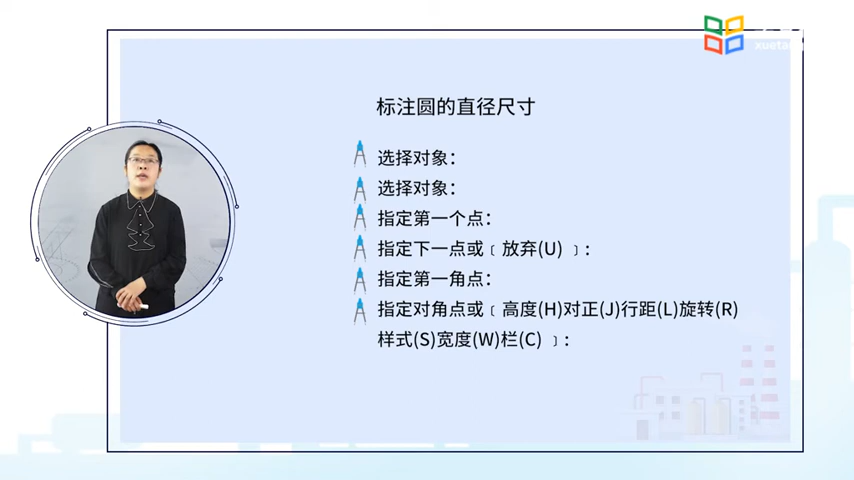 xueta
标注圆的直径尺寸
选择对象：
选择对象：
指定第一个点：
指定下一点或﹝放弃(U) ﹞：
指定第一角点：
指定对角点或﹝高度(H)对正(J)行距(L)旋转(R)
样式(S)宽度(W)栏(C) ﹞：